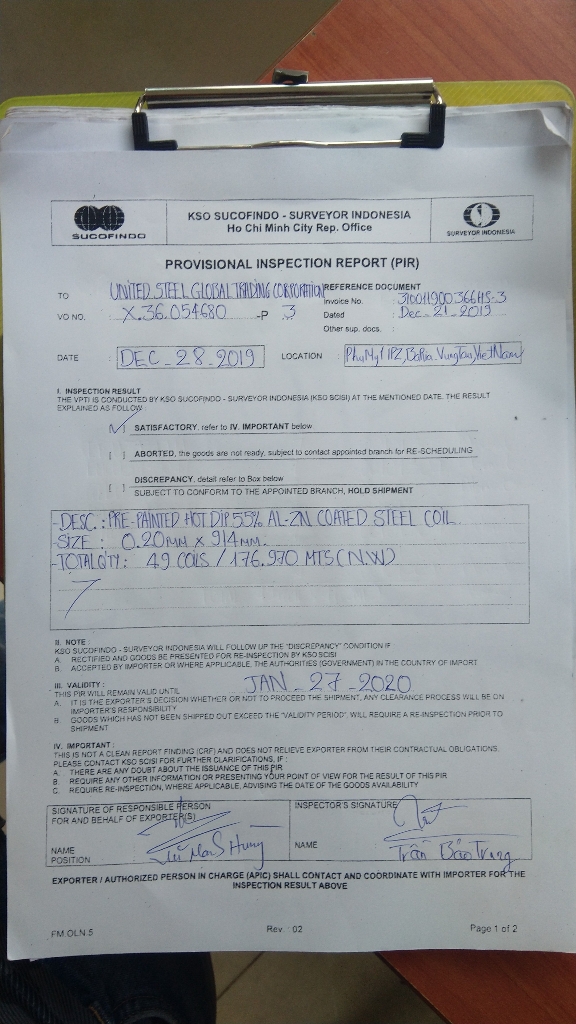 SUCOFINDO
KSO SUCOFINDO - SURVEYOR INDONESIA
Ho Chi Minh City Rep. Office
SURVEYOR INDONESIA
PROVISIONAL INSPECTION REPORT (PIR)
TO UNITED STEEL GLOBAL TRADING CORPORATION
REFERENCE DOCUMENT
Invoice No. : 3100H900366HS-3
VO NO. X.36.054680 -P 3
Dated : Dec-21-2019
Other sup. docs. :
DATE : DEC-28-2019
LOCATION : Phu My 1 IPZ, BaRia-VungTau, VietNam
I. INSPECTION RESULT
THE VPTI IS CONDUCTED BY KSO SUCOFINDO - SURVEYOR INDONESIA (KSO SCISI) AT THE MENTIONED DATE. THE RESULT
EXPLAINED AS FOLLOW :
[ √ ] SATISFACTORY, refer to IV. IMPORTANT below
[ ] ABORTED, the goods are not ready, subject to contact appointed branch for RE-SCHEDULING
[ ] DISCREPANCY, detail refer to Box below
SUBJECT TO CONFORM TO THE APPOINTED BRANCH, HOLD SHIPMENT
-DESC.: PRE-PAINTED HOT DIP 55% AL-ZN COATED STEEL COIL
-SIZE : 0.20MM X 914MM.
-TOTAL QTY: 49 COILS / 176.970 MTS (N.W)
II. NOTE :
KSO SUCOFINDO - SURVEYOR INDONESIA WILL FOLLOW UP THE "DISCREPANCY" CONDITION IF
A. RECTIFIED AND GOODS BE PRESENTED FOR RE-INSPECTION BY KSO SCISI
B. ACCEPTED BY IMPORTER OR WHERE APPLICABLE, THE AUTHORITIES (GOVERNMENT) IN THE COUNTRY OF IMPORT
III. VALIDITY :
THIS PIR WILL REMAIN VALID UNTIL JAN-27-2020
A. IT IS THE EXPORTER'S DECISION WHETHER OR NOT TO PROCEED THE SHIPMENT, ANY CLEARANCE PROCESS WILL BE ON
IMPORTER'S RESPONSIBILITY
B. GOODS WHICH HAS NOT BEEN SHIPPED OUT EXCEED THE "VALIDITY PERIOD", WILL REQUIRE A RE-INSPECTION PRIOR TO
SHIPMENT
IV. IMPORTANT :
THIS IS NOT A CLEAN REPORT FINDING (CRF) AND DOES NOT RELIEVE EXPORTER FROM THEIR CONTRACTUAL OBLIGATIONS,
PLEASE CONTACT KSO SCISI FOR FURTHER CLARIFICATIONS, IF :
A. THERE ARE ANY DOUBT ABOUT THE ISSUANCE OF THIS PIR
B. REQUIRE ANY OTHER INFORMATION OR PRESENTING YOUR POINT OF VIEW FOR THE RESULT OF THIS PIR
C. REQUIRE RE-INSPECTION, WHERE APPLICABLE, ADVISING THE DATE OF THE GOODS AVAILABILITY
SIGNATURE OF RESPONSIBLE PERSON
FOR AND BEHALF OF EXPORTER(S)
INSPECTOR'S SIGNATURE
NAME Hùng
POSITION
NAME Trần Bảo Trung
EXPORTER / AUTHORIZED PERSON IN CHARGE (APIC) SHALL CONTACT AND COORDINATE WITH IMPORTER FOR THE
INSPECTION RESULT ABOVE
FM.OLN.5
Rev. : 02
Page 1 of 2